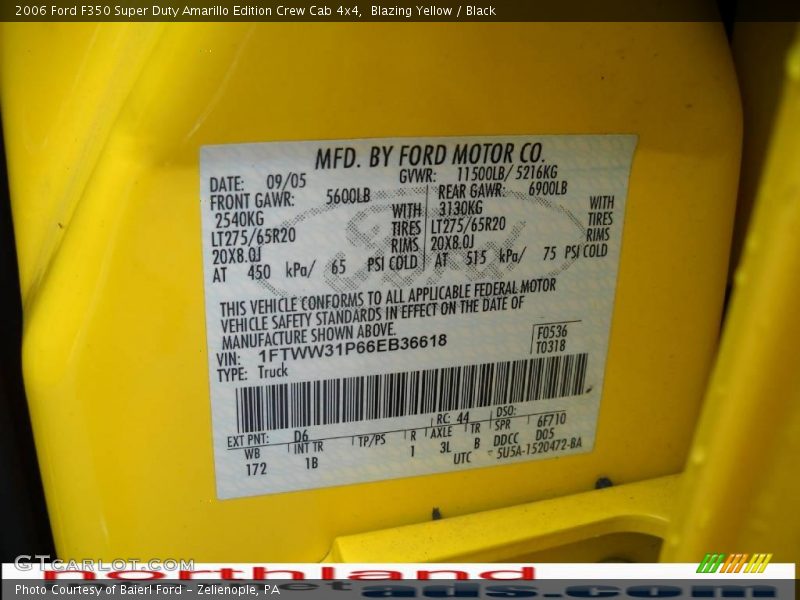 2006 Ford F350 Super Duty Amarillo Edition Crew Cab 4x4, Blazing Yellow / Black
MFD. BY FORD MOTOR CO.
DATE: 09/05 GVWR: 11500LB/ 5216KG
FRONT GAWR: 5600LB REAR GAWR: 6900LB
2540KG WITH 3130KG WITH
LT275/65R20 TIRES LT275/65R20 TIRES
20X8.0J RIMS 20X8.0J RIMS
AT 450 kPa/ 65 PSI COLD AT 515 kPa/ 75 PSI COLD
THIS VEHICLE CONFORMS TO ALL APPLICABLE FEDERAL MOTOR
VEHICLE SAFETY STANDARDS IN EFFECT ON THE DATE OF
MANUFACTURE SHOWN ABOVE.
VIN: 1FTWW31P66EB36618 F0536
TYPE: Truck T0318
EXT PNT: D6 RC: 44 DSO:
WB INT TR TP/PS R AXLE TR SPR 6F710
172 1B 1 3L B DDCC D05
UTC 5U5A-1520472-BA
GTCARLOT.COM
northland
ads.com
Photo Courtesy of Baierl Ford - Zelienople, PA